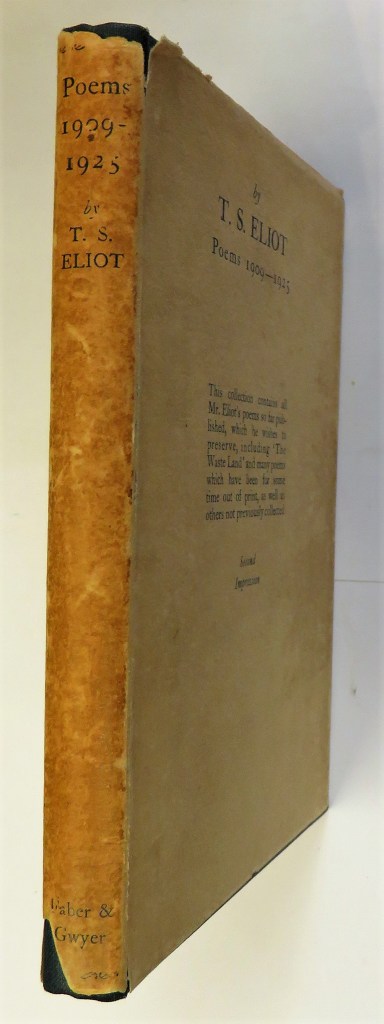 Poems
1909-
1925
by
T. S.
ELIOT
Faber &
Gwyer
by
T. S. ELIOT
Poems 1909—1925
This collection contains all
Mr. Eliot's poems so far pub-
lished, which he wishes to
preserve, including 'The
Waste Land' and many poems
which have been for some
time out of print, as well as
others not previously collected
Second
Impression